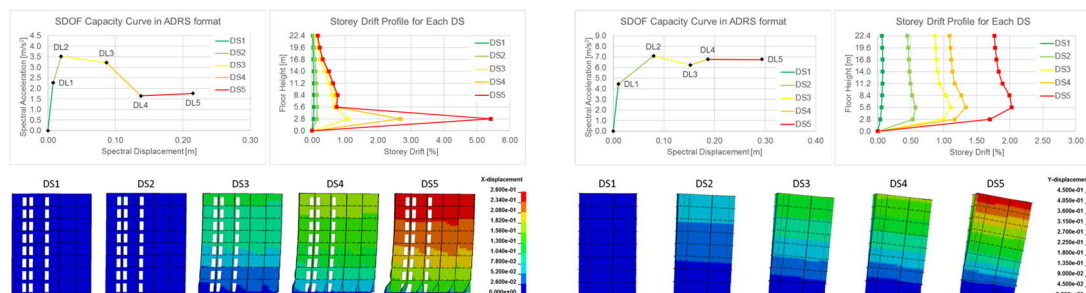 SDOF Capacity Curve in ADRS format
Spectral Acceleration [m/s²]
4.5
4.0
3.5
3.0
2.5
2.0
1.5
1.0
0.5
0.0
DL1
DL2
DL3
DL4
DL5
DS1
DS2
DS3
DS4
DS5
0.00
0.10
0.20
0.30
Spectral Displacement [m]
Storey Drift Profile for Each DS
Floor Height [m]
22.4
19.6
16.8
14.0
11.2
8.4
5.6
2.8
0.0
DS1
DS2
DS3
DS4
DS5
0.00 1.00 2.00 3.00 4.00 5.00 6.00
Storey Drift [%]
DS1
DS2
DS3
DS4
DS5
X-displacement
2.600e-01
2.340e-01
2.080e-01
1.820e-01
1.560e-01
1.300e-01
1.040e-01
7.800e-02
5.200e-02
2.600e-02
0.000e+00
SDOF Capacity Curve in ADRS format
Spectral Acceleration [m/s²]
9.0
8.0
7.0
6.0
5.0
4.0
3.0
2.0
1.0
0.0
DL1
DL2
DL3
DL4
DL5
DS1
DS2
DS3
DS4
DS5
0.00
0.10
0.20
0.30
0.40
Spectral Displacement [m]
Storey Drift Profile for Each DS
Floor Height [m]
22.4
19.6
16.8
14.0
11.2
8.4
5.6
2.8
0.0
DS1
DS2
DS3
DS4
DS5
0.00 0.50 1.00 1.50 2.00 2.50 3.00
Storey Drift [%]
DS1
DS2
DS3
DS4
DS5
Y-displacement
4.500e-01
4.050e-01
3.600e-01
3.150e-01
2.700e-01
2.250e-01
1.800e-01
1.350e-01
9.000e-02
4.500e-02